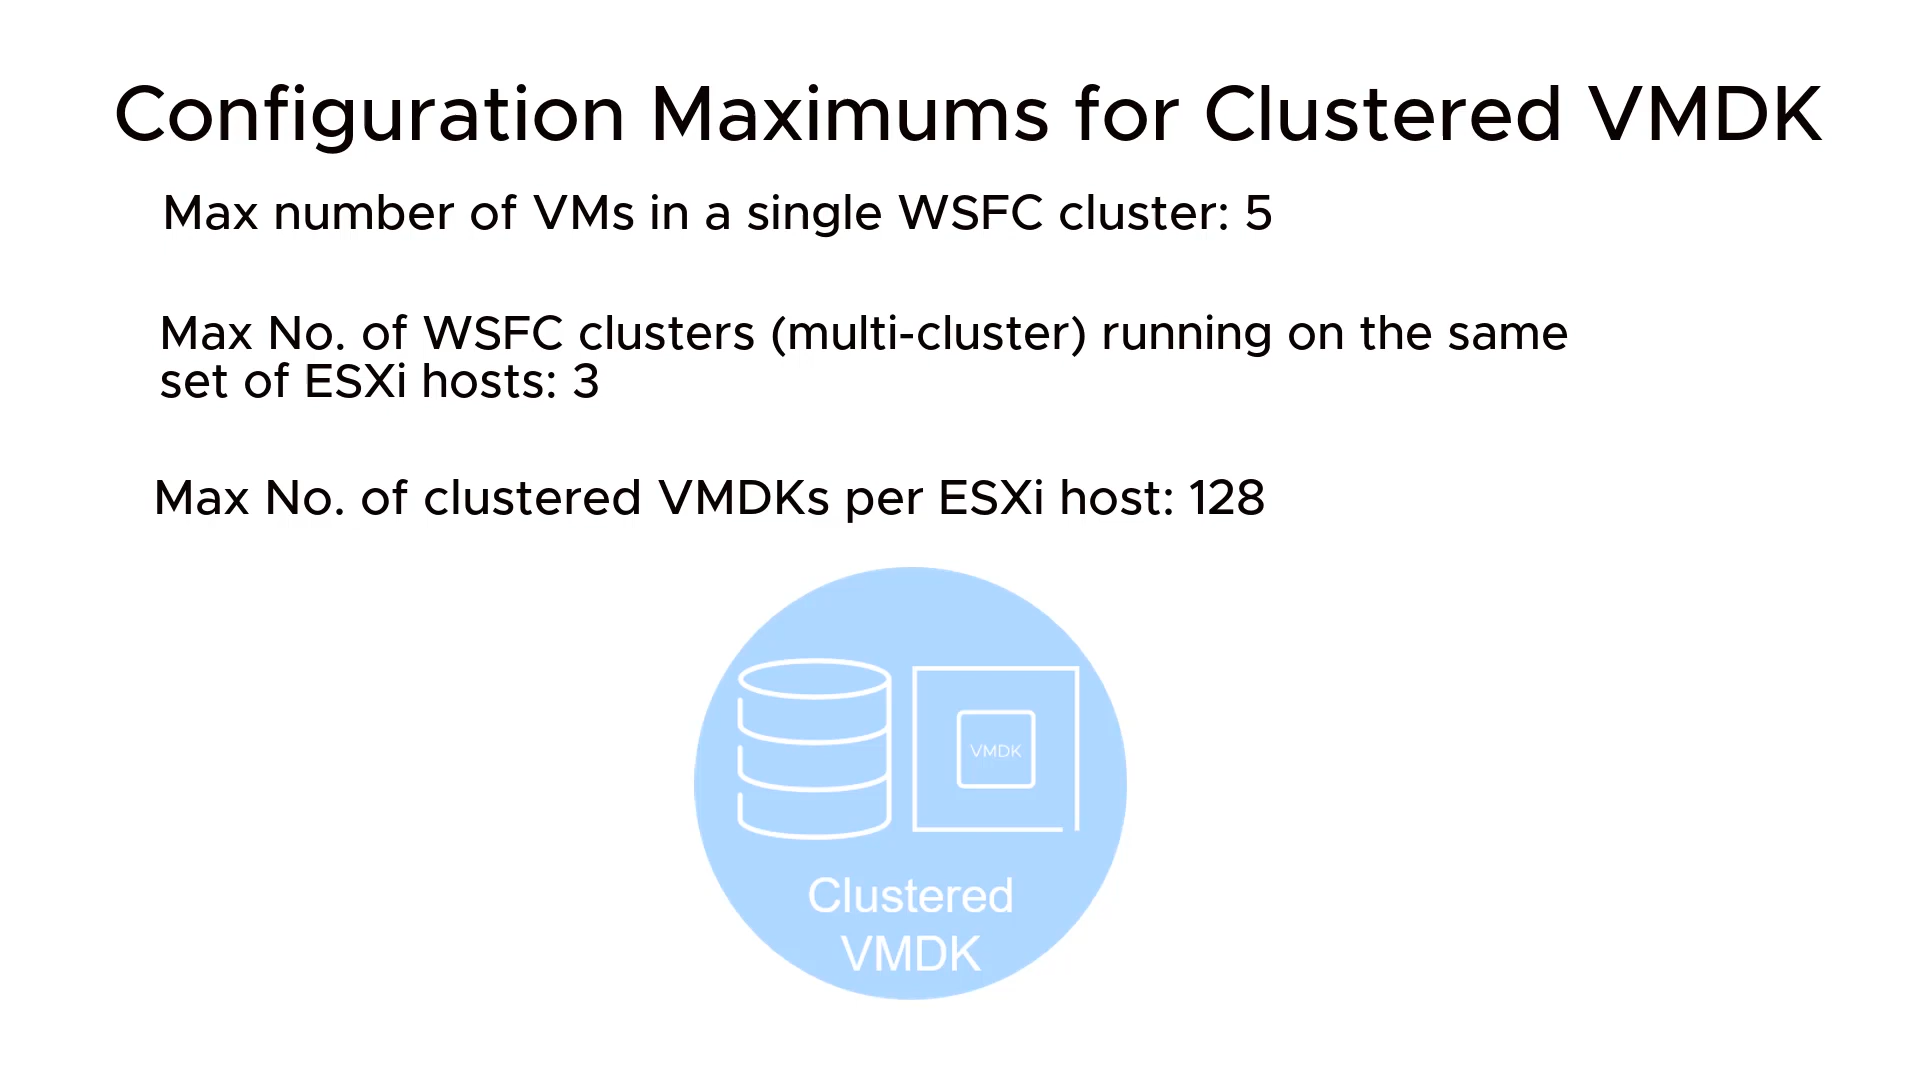 Configuration Maximums for Clustered VMDK
Max number of VMs in a single WSFC cluster: 5
Max No. of WSFC clusters (multi-cluster) running on the same
set of ESXi hosts: 3
Max No. of clustered VMDKs per ESXi host: 128
VMDK
Clustered
VMDK